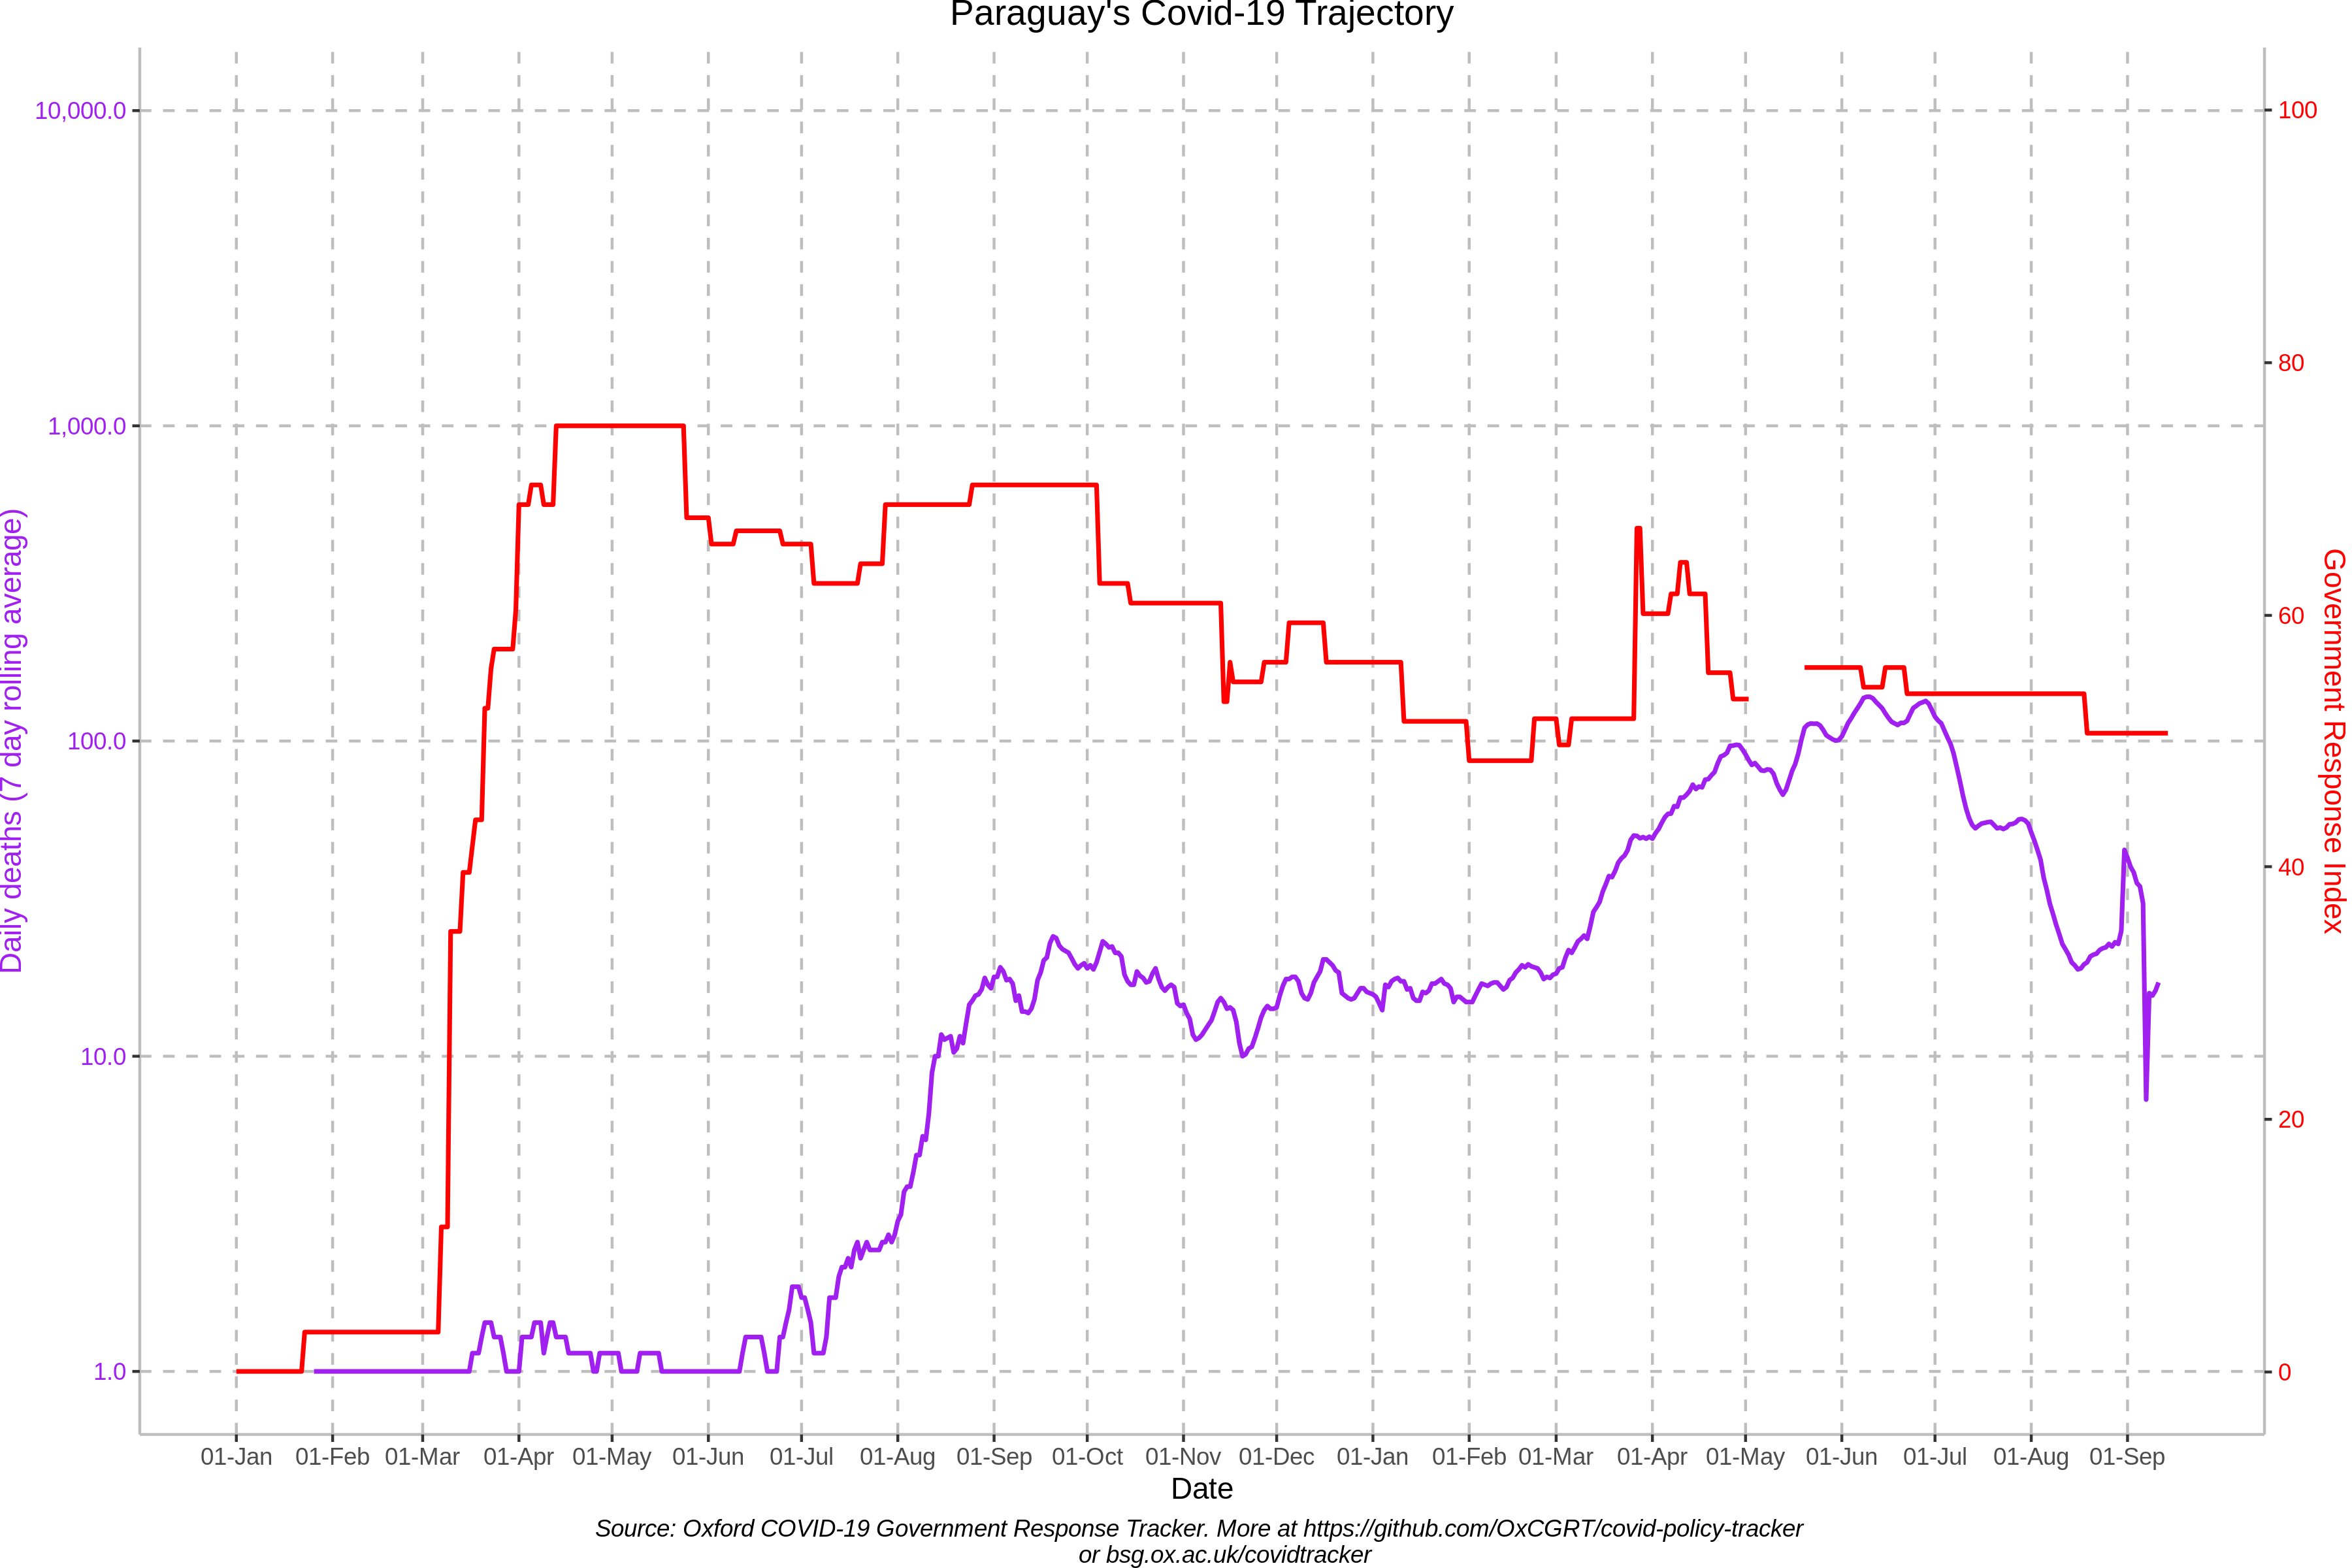 Paraguay's Covid-19 Trajectory
10,000.0
1,000.0
100.0
10.0
1.0
Daily deaths (7 day rolling average)
100
80
60
40
20
0
Government Response Index
01-Jan 01-Feb 01-Mar 01-Apr 01-May 01-Jun 01-Jul 01-Aug 01-Sep 01-Oct 01-Nov 01-Dec 01-Jan 01-Feb 01-Mar 01-Apr 01-May 01-Jun 01-Jul 01-Aug 01-Sep
Date
Source: Oxford COVID-19 Government Response Tracker. More at https://github.com/OxCGRT/covid-policy-tracker
or bsg.ox.ac.uk/covidtracker